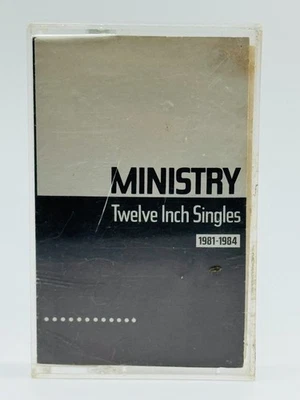 MINISTRY
Twelve Inch Singles
1981-1984